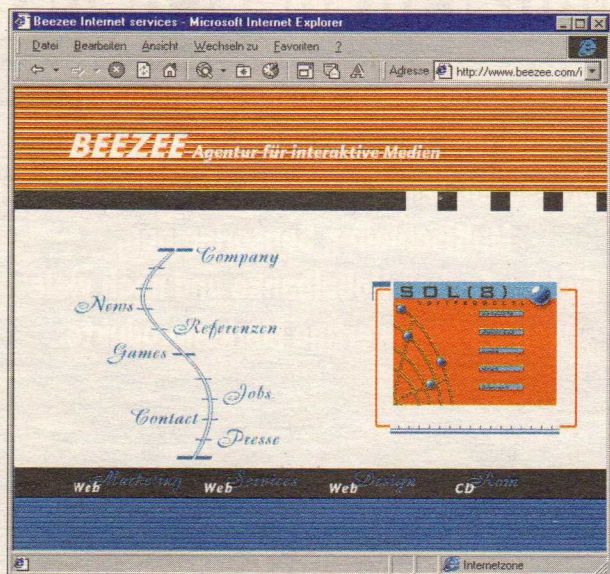 Beezee Internet services - Microsoft Internet Explorer
Datei Bearbeiten Ansicht Wechseln zu Favoriten ?
Adresse http://www.beezee.com/i
BEEZEE Agentur für interaktive Medien
Company
News
Referenzen
Games
Jobs
Contact
Presse
SOL(8)
Web Marketing Web Services Web Design CD Rom
Internetzone